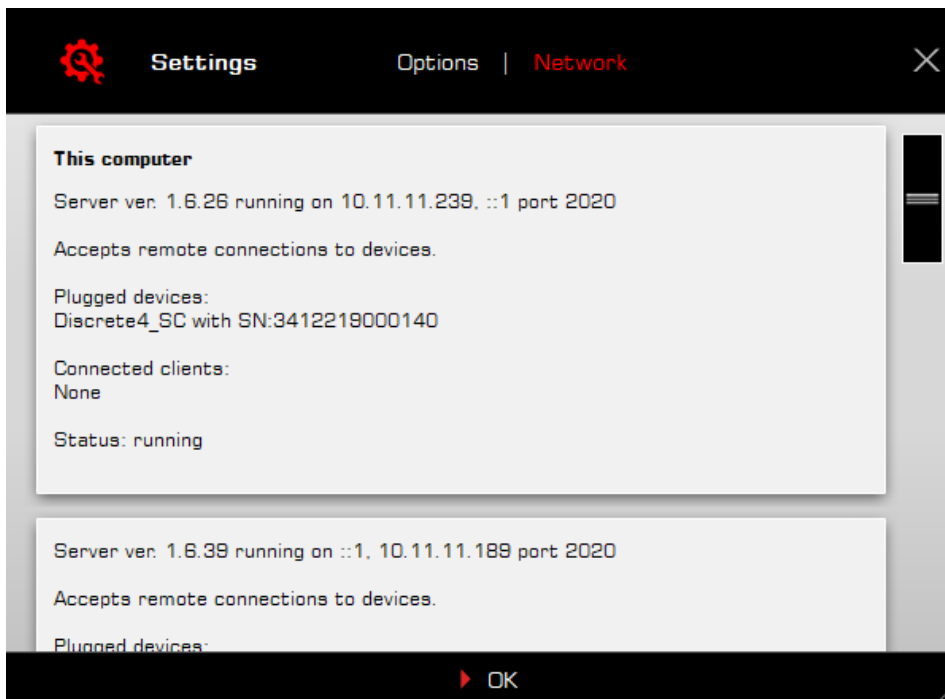 Settings
Options | Network
This computer
Server ver. 1.6.26 running on 10.11.11.239, ::1 port 2020
Accepts remote connections to devices.
Plugged devices:
Discrete4_SC with SN:3412219000140
Connected clients:
None
Status: running
Server ver. 1.6.39 running on ::1, 10.11.11.189 port 2020
Accepts remote connections to devices.
Plugged devices:
OK